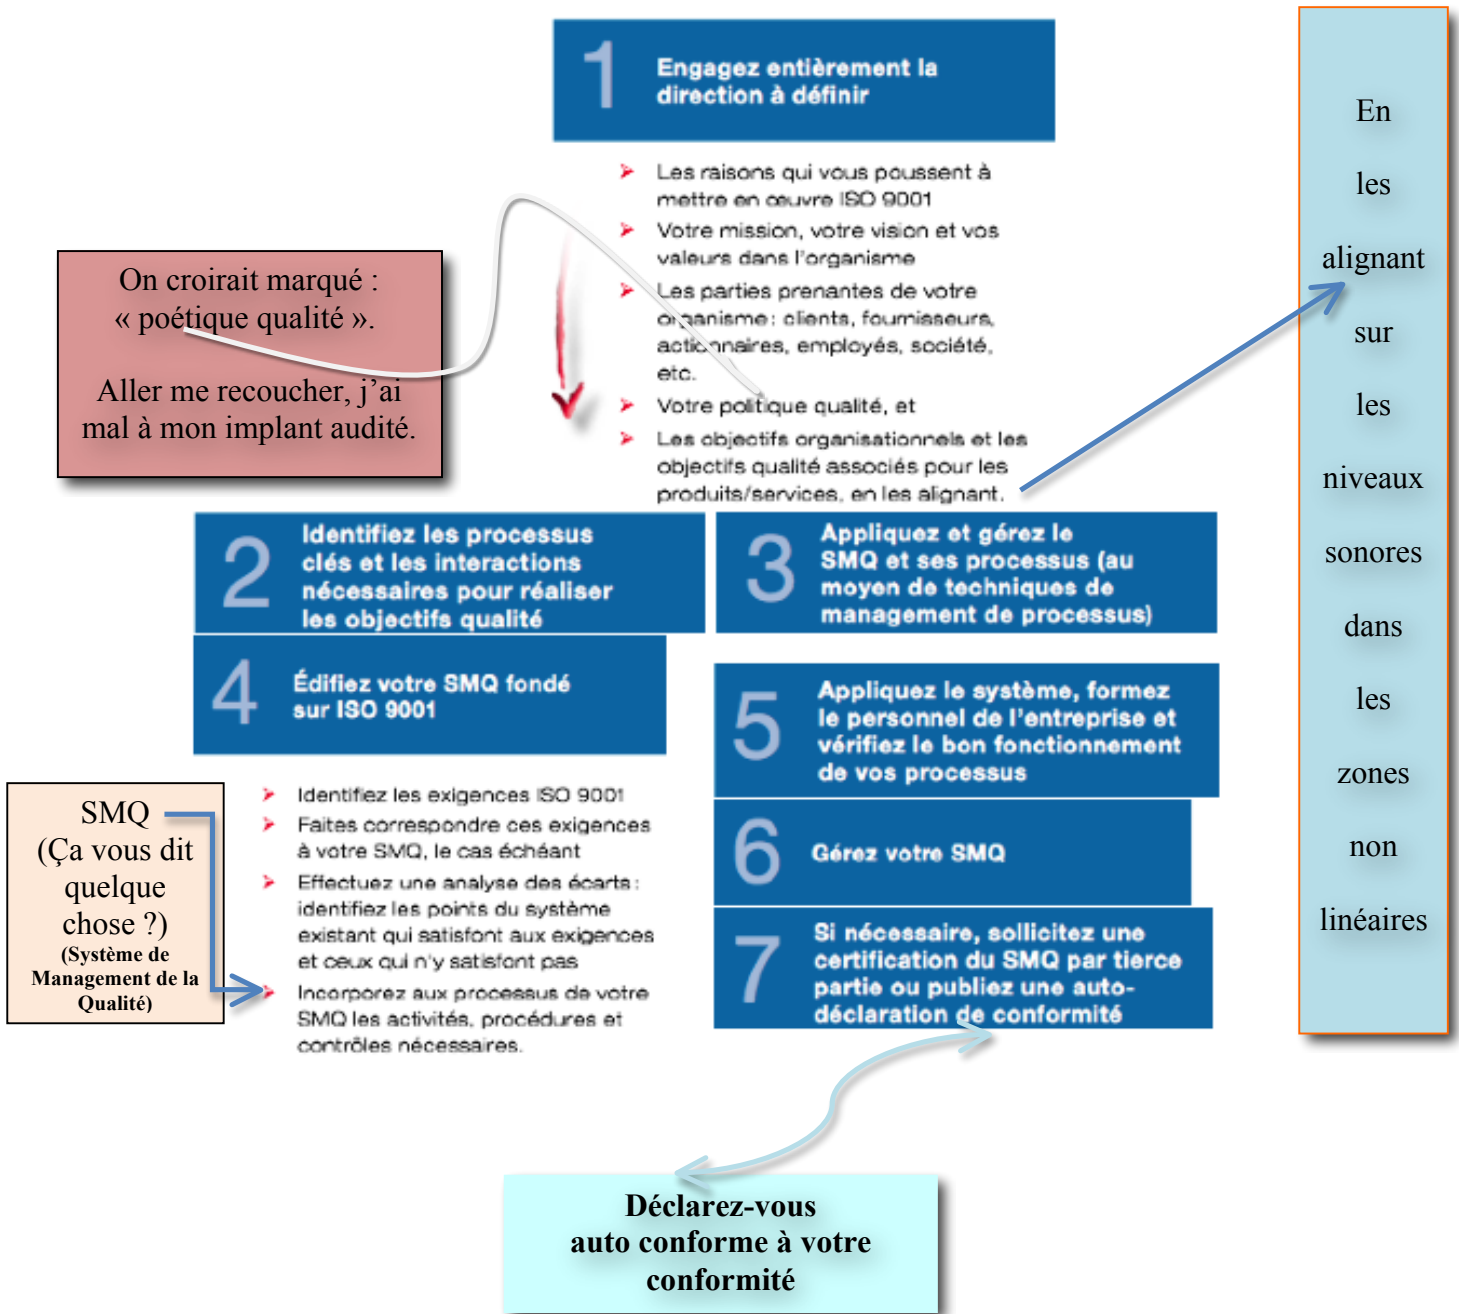 1
Engagez entièrement la
direction à définir
Les raisons qui vous poussent à
mettre en œuvre ISO 9001
Votre mission, votre vision et vos
valeurs dans l'organisme
Les parties prenantes de votre
organisme : clients, fournisseurs,
actionnaires, employés, société,
etc.
Votre politique qualité, et
Les objectifs organisationnels et les
objectifs qualité associés pour les
produits/services, en les alignant.
On croirait marqué :
« poétique qualité ».
Aller me recoucher, j'ai
mal à mon implant audité.
En
les
alignant
sur
les
niveaux
sonores
dans
les
zones
non
linéaires
2
Identifiez les processus
clés et les interactions
nécessaires pour réaliser
les objectifs qualité
3
Appliquez et gérez le
SMQ et ses processus (au
moyen de techniques de
management de processus)
4
Édifiez votre SMQ fondé
sur ISO 9001
Identifiez les exigences ISO 9001
Faites correspondre ces exigences
à votre SMQ, le cas échéant
Effectuez une analyse des écarts :
identifiez les points du système
existant qui satisfont aux exigences
et ceux qui n'y satisfont pas
Incorporez aux processus de votre
SMQ les activités, procédures et
contrôles nécessaires.
SMQ
(Ça vous dit
quelque
chose ?)
(Système de
Management de la
Qualité)
5
Appliquez le système, formez
le personnel de l'entreprise et
vérifiez le bon fonctionnement
de vos processus
6
Gérez votre SMQ
7
Si nécessaire, sollicitez une
certification du SMQ par tierce
partie ou publiez une auto-
déclaration de conformité
Déclarez-vous
auto conforme à votre
conformité